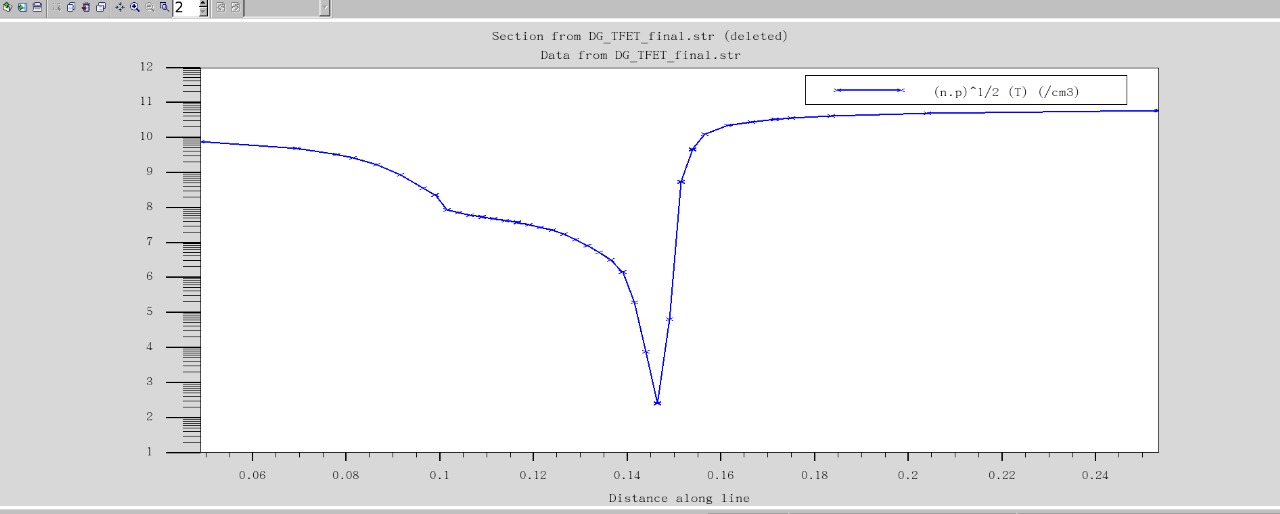 2
Section from DG_TFET_final.str (deleted)
Data from DG_TFET_final.str
(n.p)^1/2 (T) (/cm3)
12
11
10
9
8
7
6
5
4
3
2
1
0.06 0.08 0.1 0.12 0.14 0.16 0.18 0.2 0.22 0.24
Distance along line